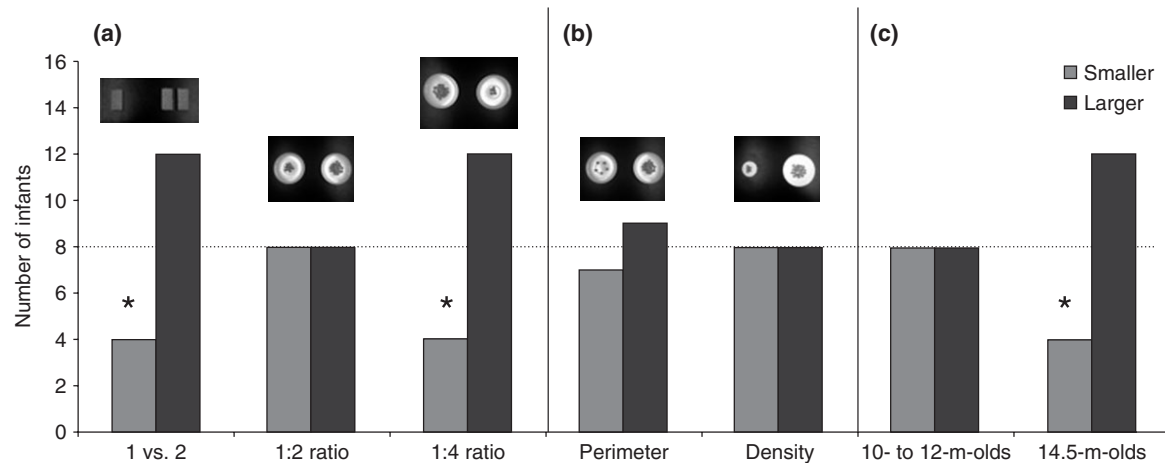 (a)
(b)
(c)
Smaller
Larger
Number of infants
16
14
12
10
8
6
4
2
0
*
*
*
1 vs. 2
1:2 ratio
1:4 ratio
Perimeter
Density
10- to 12-m-olds
14.5-m-olds